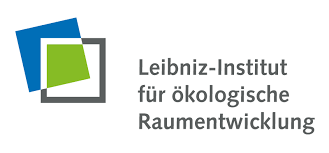 Leibniz-Institut
für ökologische
Raumentwicklung